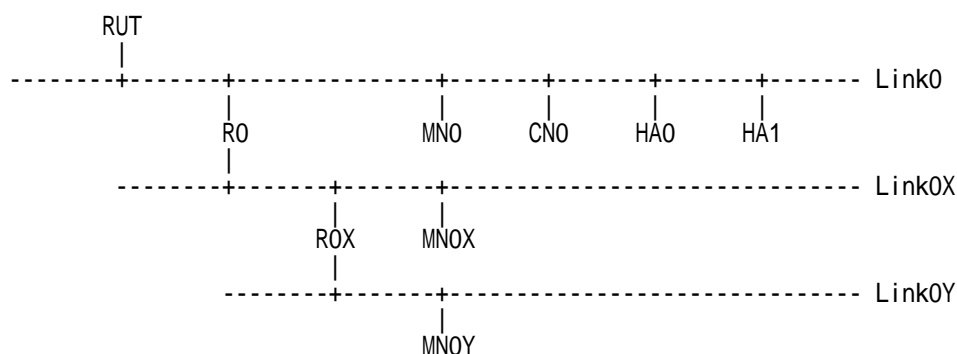 RUT
Link0
R0 MN0 CN0 HA0 HA1
Link0X
R0X MN0X
Link0Y
MN0Y